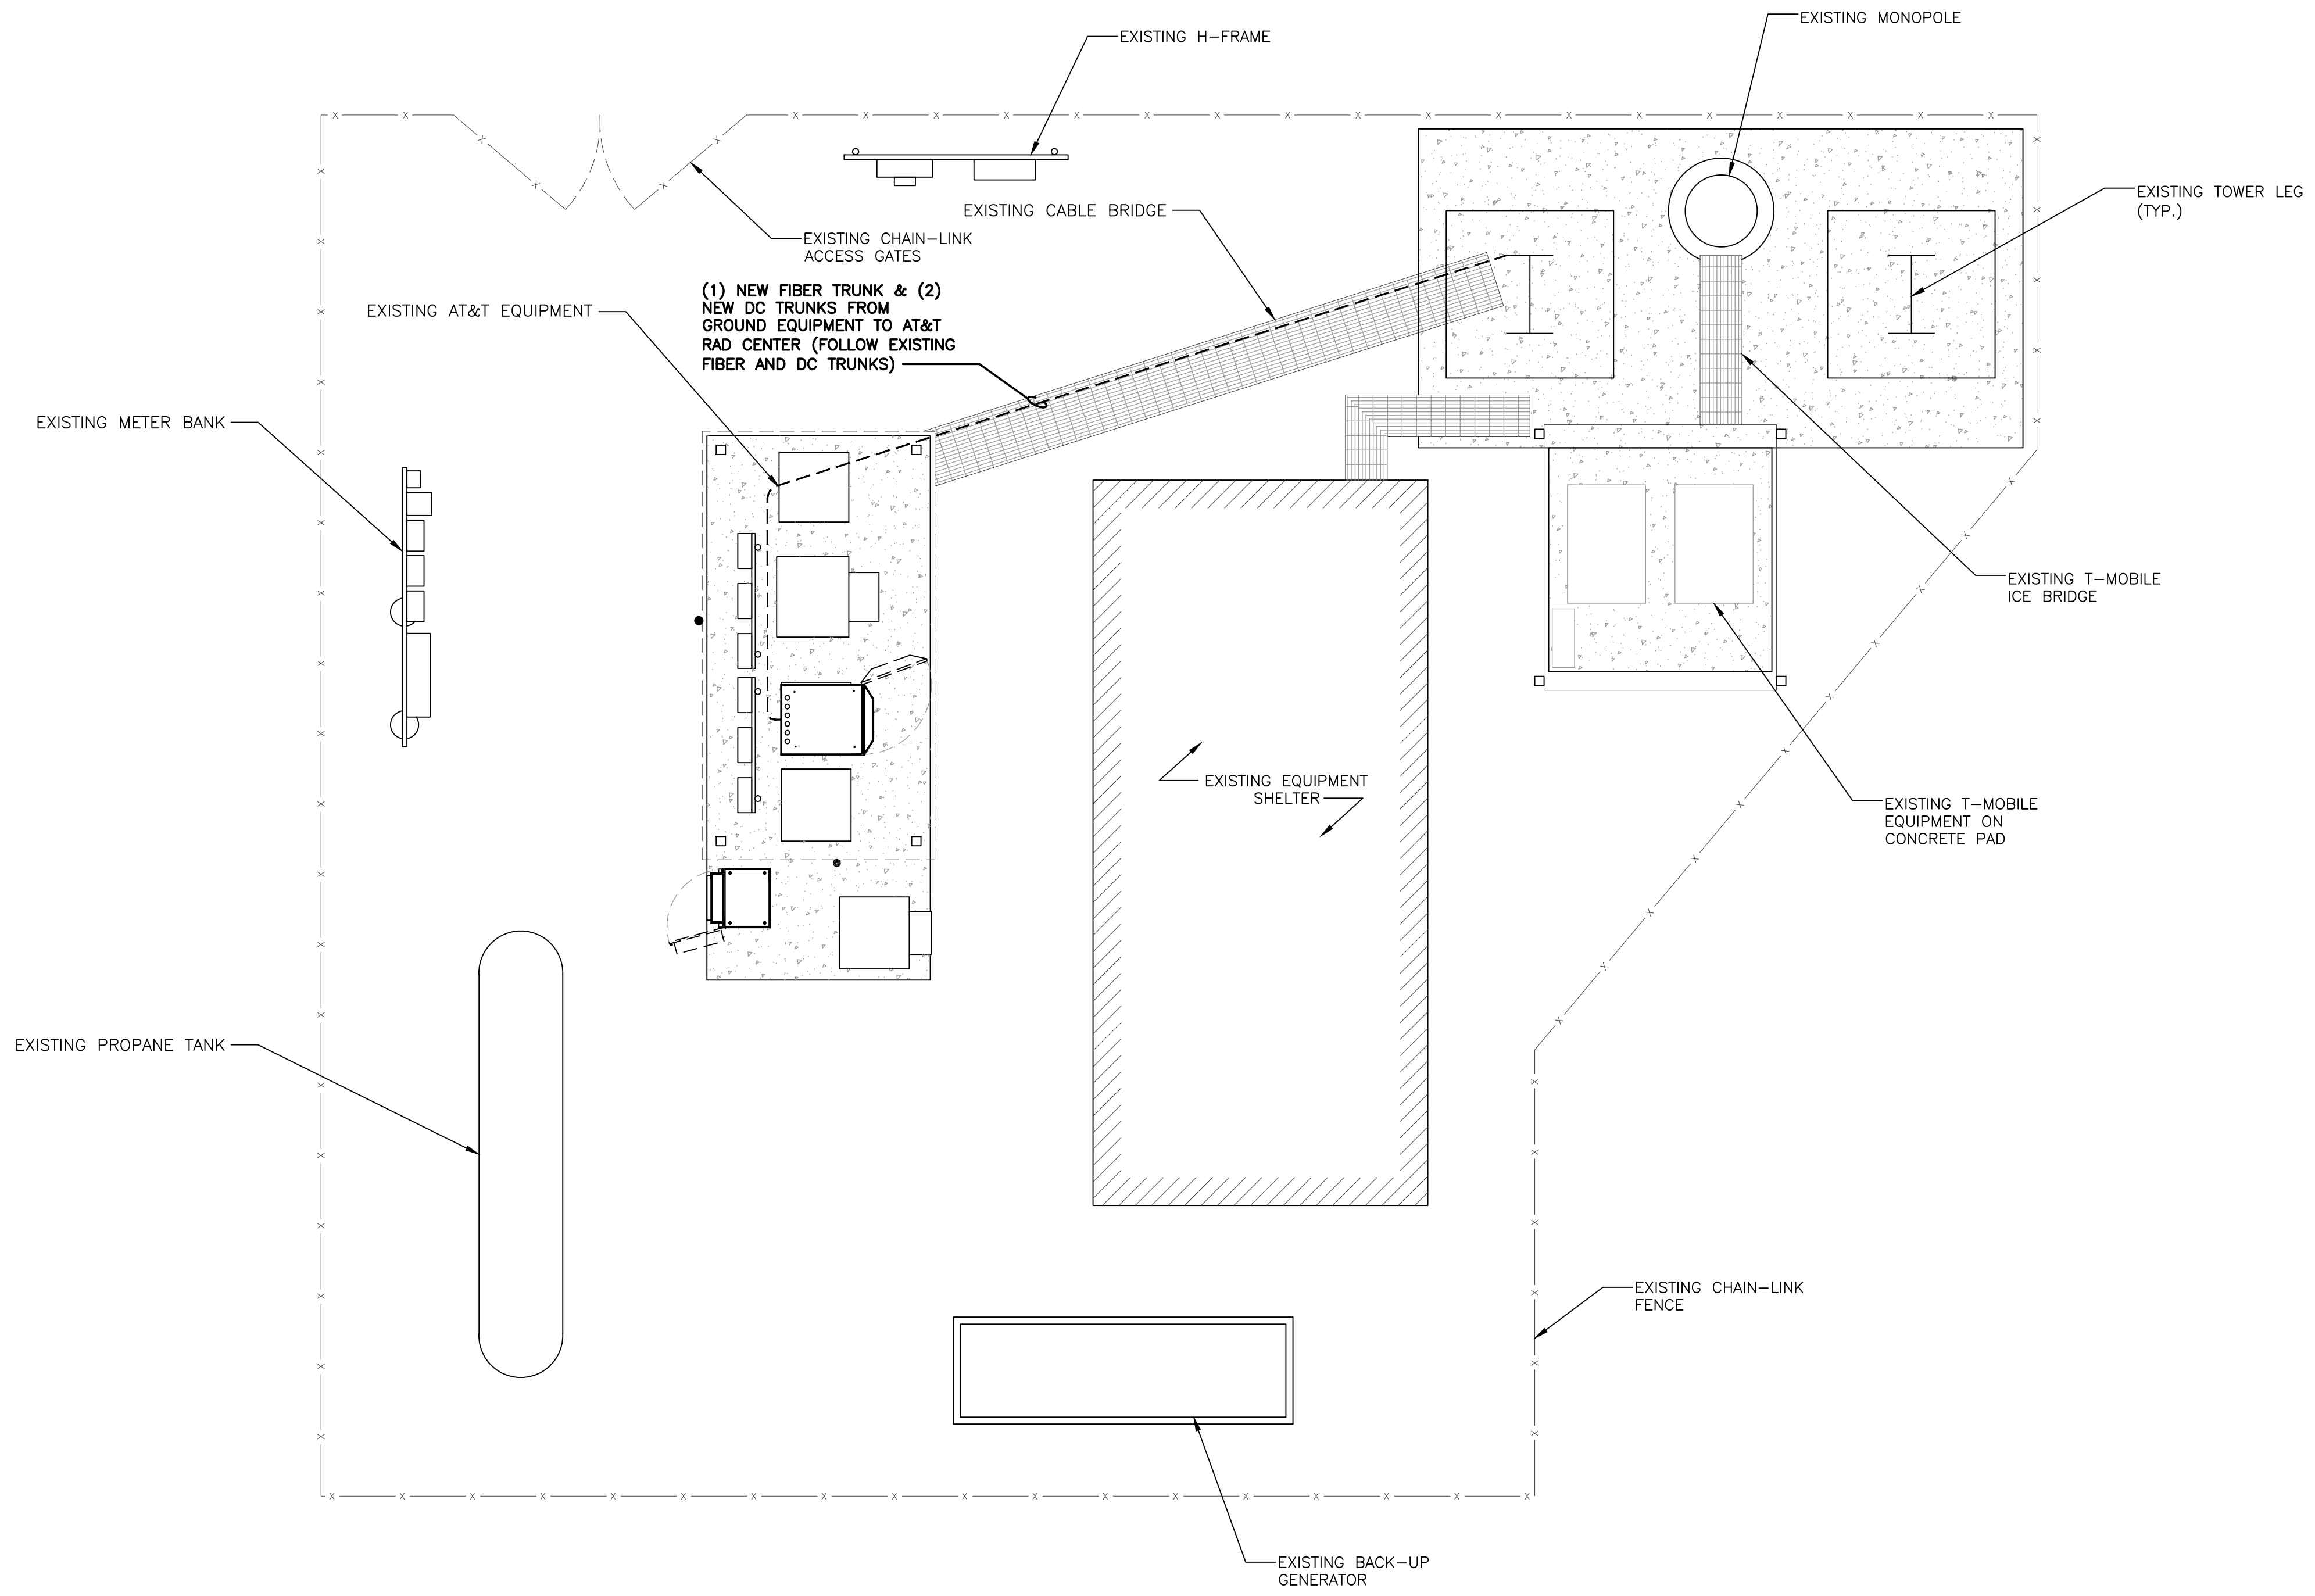 EXISTING MONOPOLE
EXISTING H-FRAME
EXISTING TOWER LEG
(TYP.)
EXISTING CABLE BRIDGE
EXISTING CHAIN-LINK
ACCESS GATES
(1) NEW FIBER TRUNK & (2)
NEW DC TRUNKS FROM
GROUND EQUIPMENT TO AT&T
RAD CENTER (FOLLOW EXISTING
FIBER AND DC TRUNKS)
EXISTING AT&T EQUIPMENT
EXISTING METER BANK
EXISTING T-MOBILE
ICE BRIDGE
EXISTING EQUIPMENT
SHELTER
EXISTING T-MOBILE
EQUIPMENT ON
CONCRETE PAD
EXISTING PROPANE TANK
EXISTING CHAIN-LINK
FENCE
EXISTING BACK-UP
GENERATOR